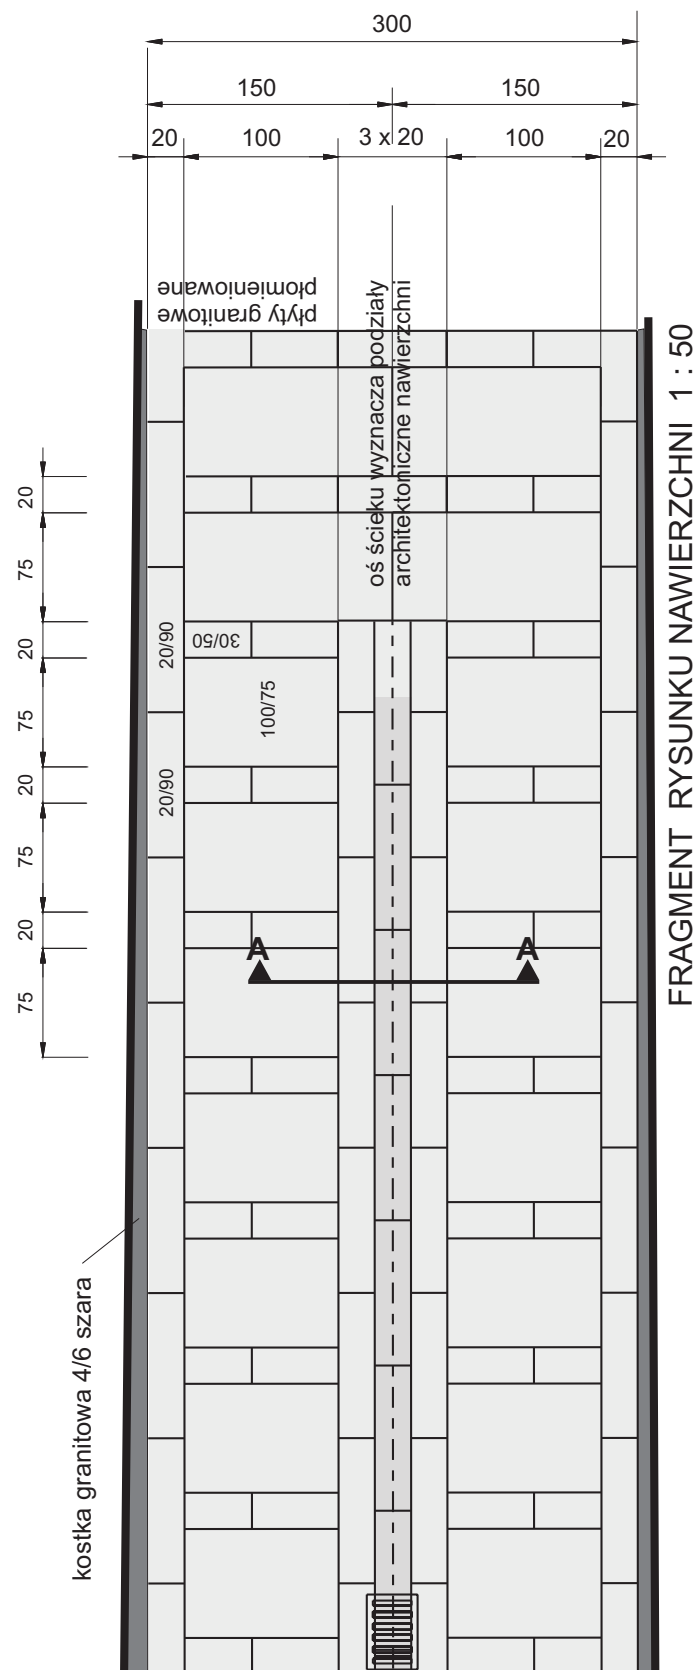 300
150
150
20
100
3 x 20
100
20
płyty granitowe
płomieniowane
oś ścieku wyznacza podziały
architektoniczne nawierzchni
20
75
20
75
20
75
20
75
20/90
30/50
100/75
20/90
A
A
kostka granitowa 4/6 szara
FRAGMENT RYSUNKU NAWIERZCHNI 1 : 50